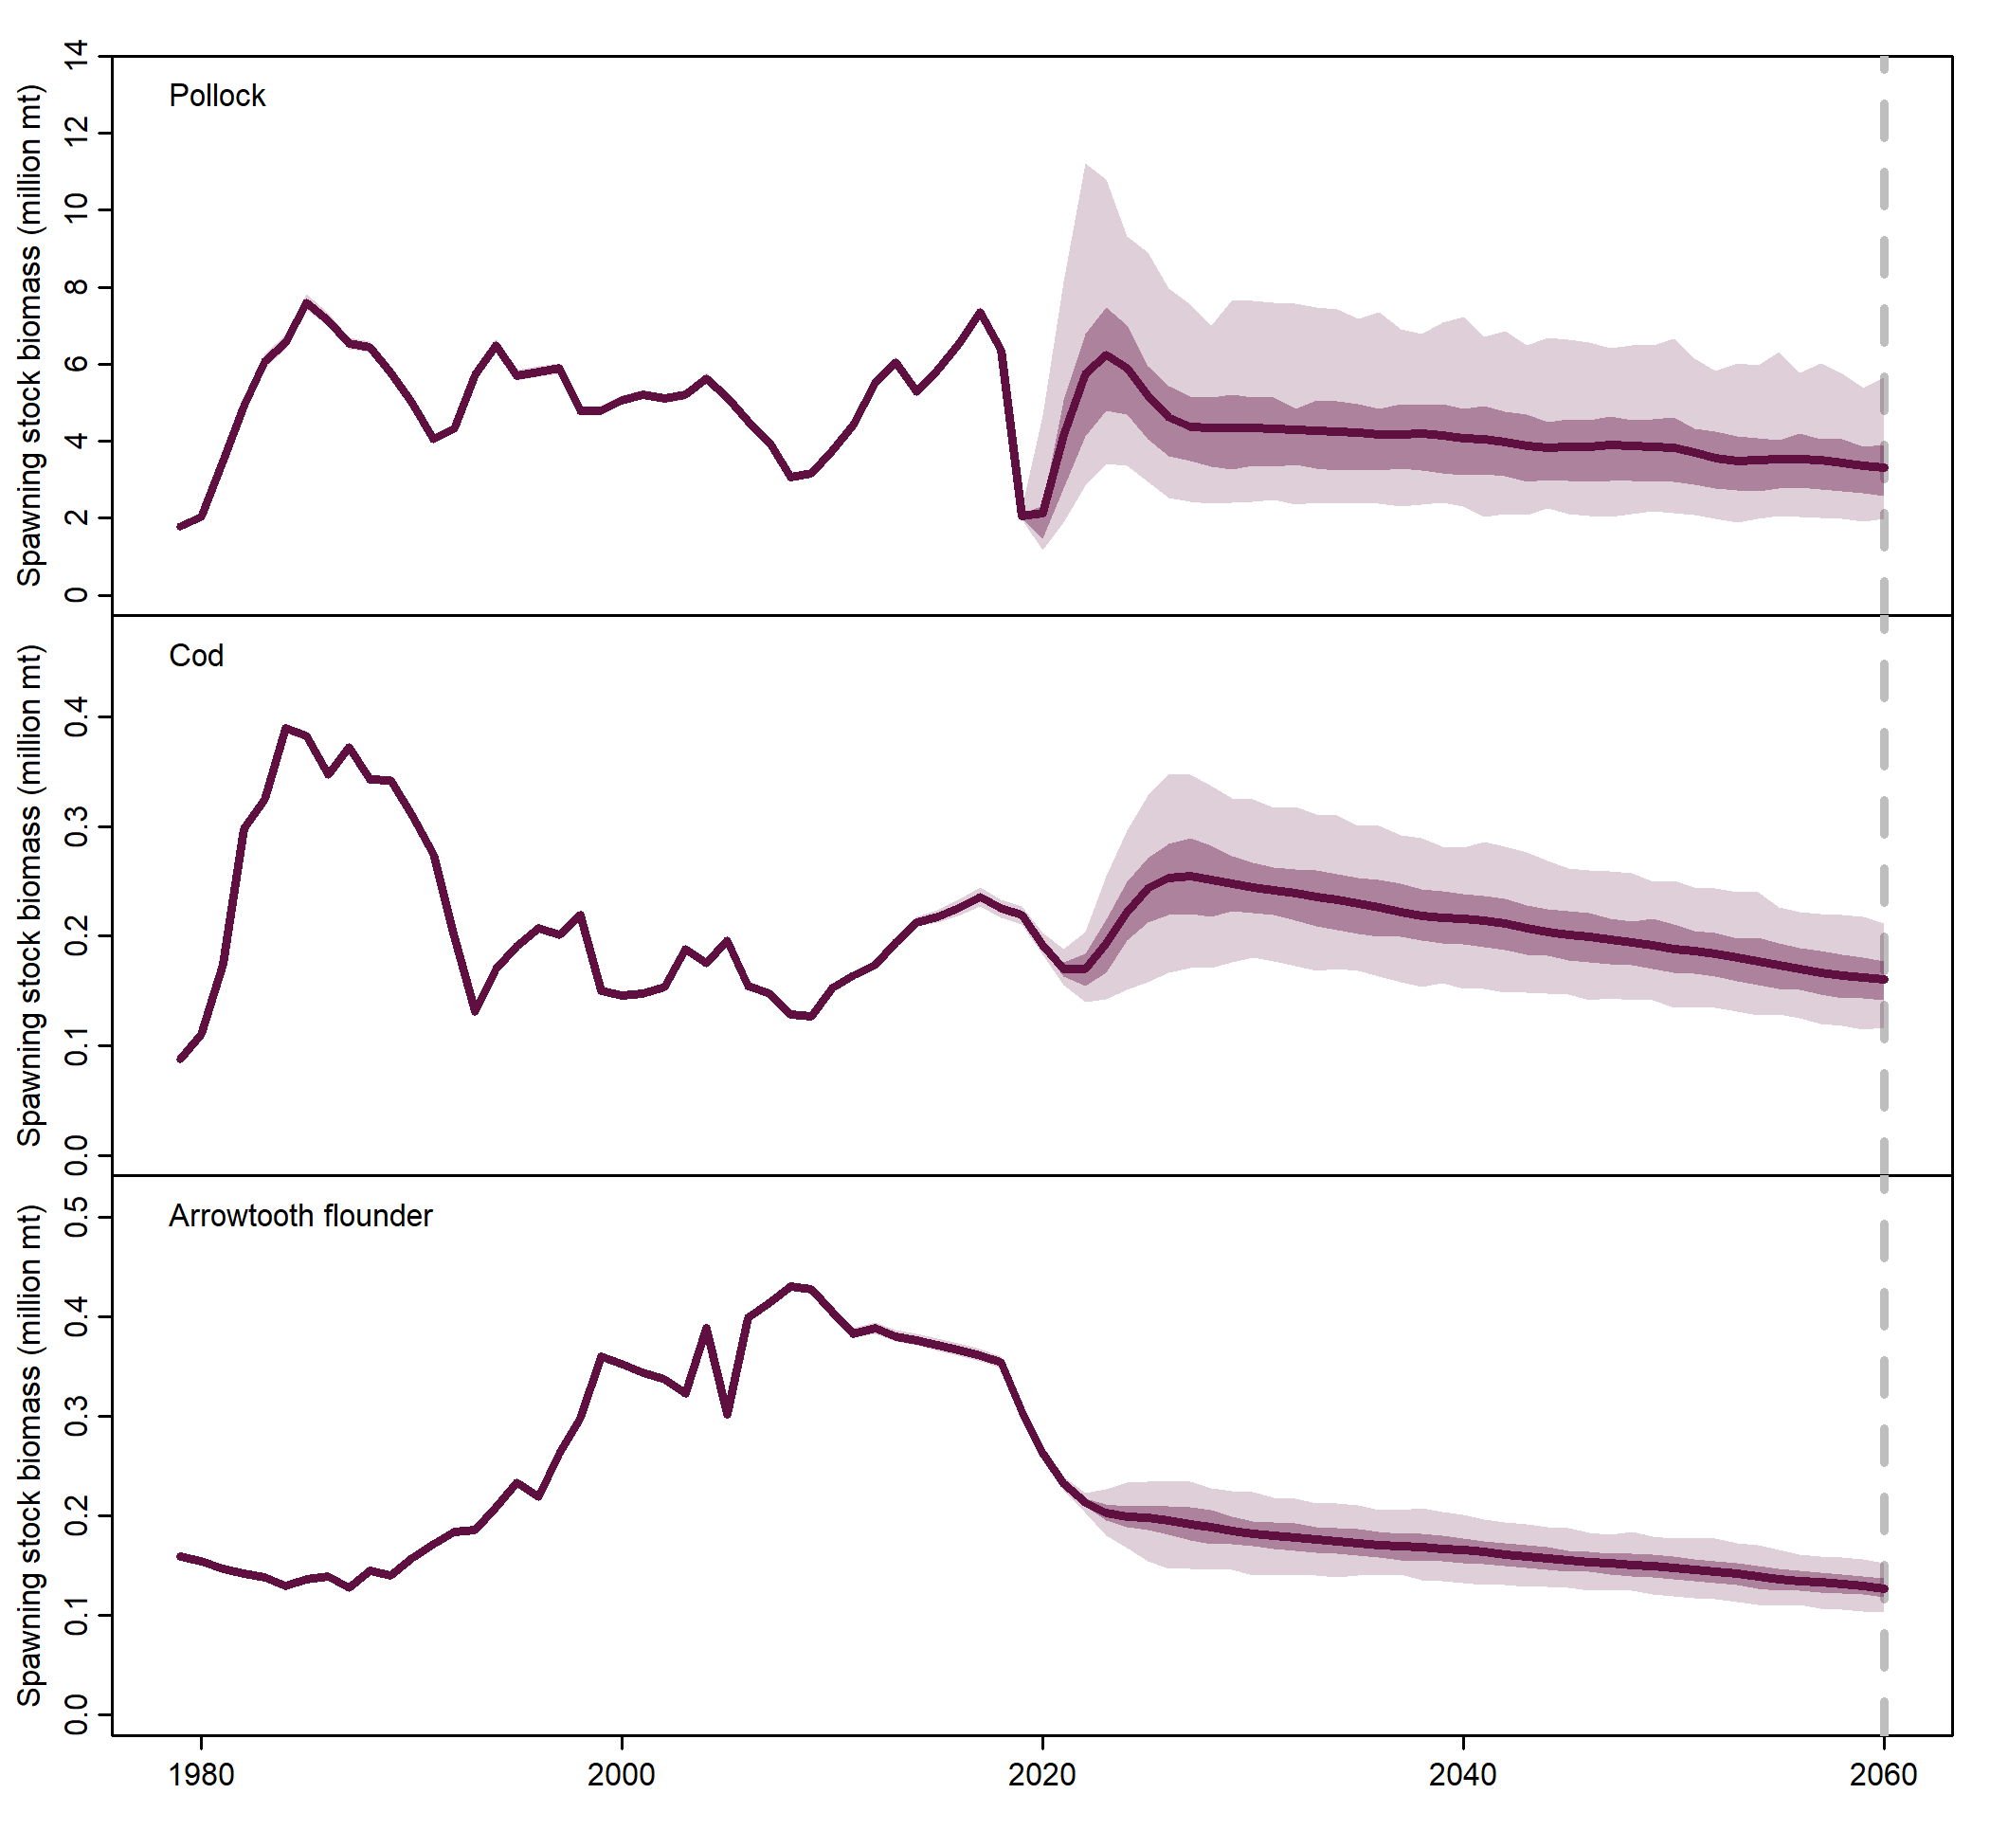 Pollock
Spawning stock biomass (million mt)
14
12
10
8
6
4
2
0
Cod
Spawning stock biomass (million mt)
0.4
0.3
0.2
0.1
0.0
Arrowtooth flounder
Spawning stock biomass (million mt)
0.5
0.4
0.3
0.2
0.1
0.0
1980 2000 2020 2040 2060